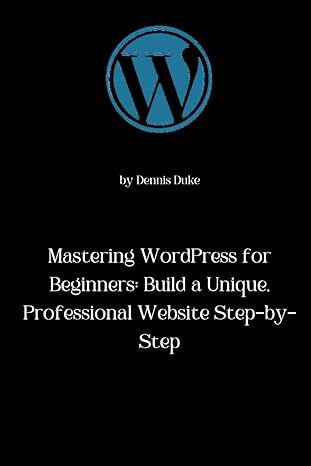 W
by Dennis Duke
Mastering WordPress for
Beginners: Build a Unique,
Professional Website Step-by-
Step